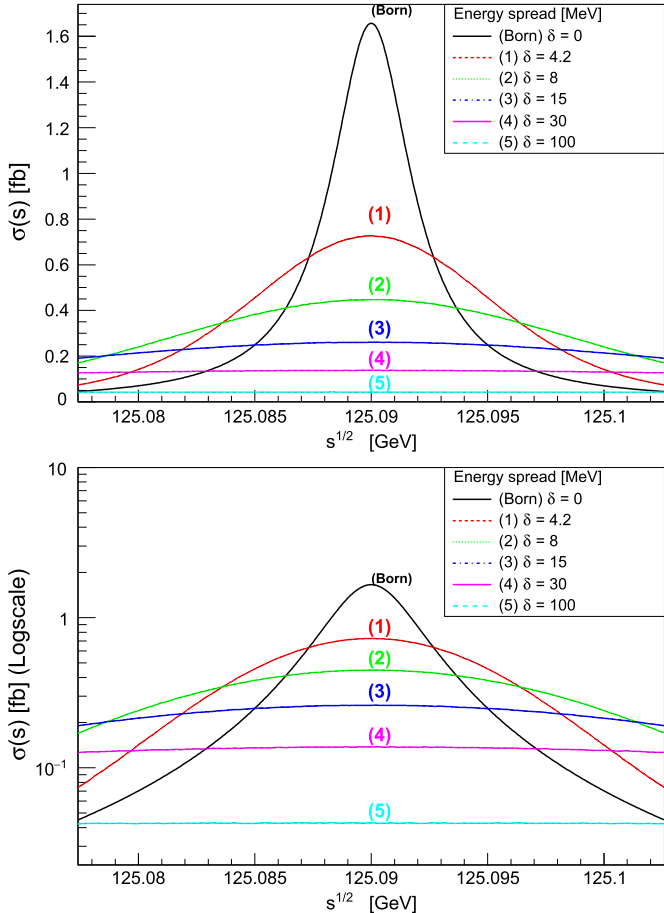 (Born)
Energy spread [MeV]
(Born) δ = 0
(1) δ = 4.2
(2) δ = 8
(3) δ = 15
(4) δ = 30
(5) δ = 100
1.6
1.4
1.2
1
0.8
0.6
0.4
0.2
0
σ(s) [fb]
(1)
(2)
(3)
(4)
(5)
125.08 125.085 125.09 125.095 125.1
s^{1/2} [GeV]
10
1
10^{−1}
σ(s) [fb] (Logscale)
Energy spread [MeV]
(Born) δ = 0
(1) δ = 4.2
(2) δ = 8
(3) δ = 15
(4) δ = 30
(5) δ = 100
(Born)
(1)
(2)
(3)
(4)
(5)
125.08 125.085 125.09 125.095 125.1
s^{1/2} [GeV]